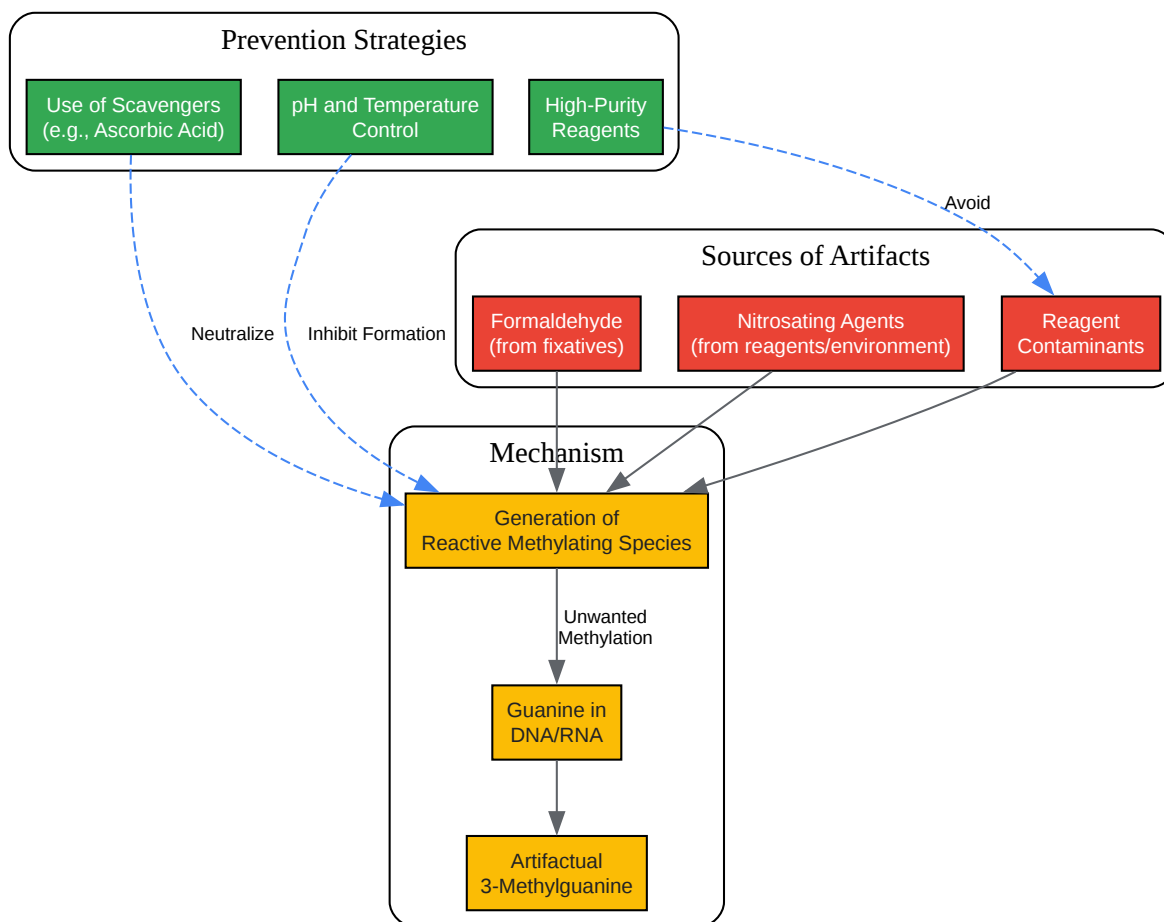 Prevention Strategies
Use of Scavengers
(e.g., Ascorbic Acid)
pH and Temperature
Control
High-Purity
Reagents
Avoid
Sources of Artifacts
Formaldehyde
(from fixatives)
Nitrosating Agents
(from reagents/environment)
Reagent
Contaminants
Neutralize
Inhibit Formation
Mechanism
Generation of
Reactive Methylating Species
Unwanted
Methylation
Guanine in
DNA/RNA
Artifactual
3-Methylguanine